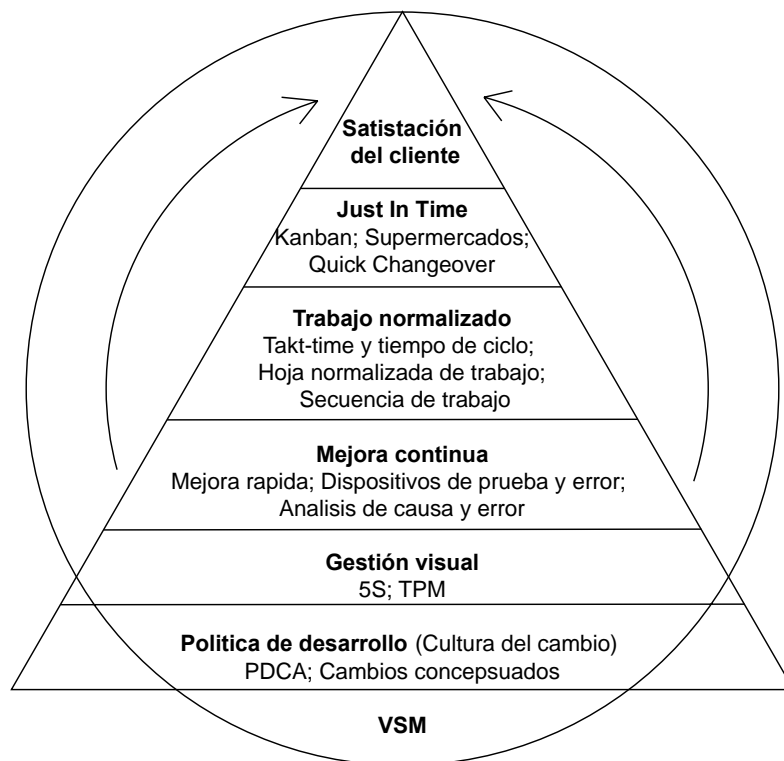 Satistación
del cliente
Just In Time
Kanban; Supermercados;
Quick Changeover
Trabajo normalizado
Takt-time y tiempo de ciclo;
Hoja normalizada de trabajo;
Secuencia de trabajo
Mejora continua
Mejora rapida; Dispositivos de prueba y error;
Analisis de causa y error
Gestión visual
5S; TPM
Politica de desarrollo (Cultura del cambio)
PDCA; Cambios concepsuados
VSM